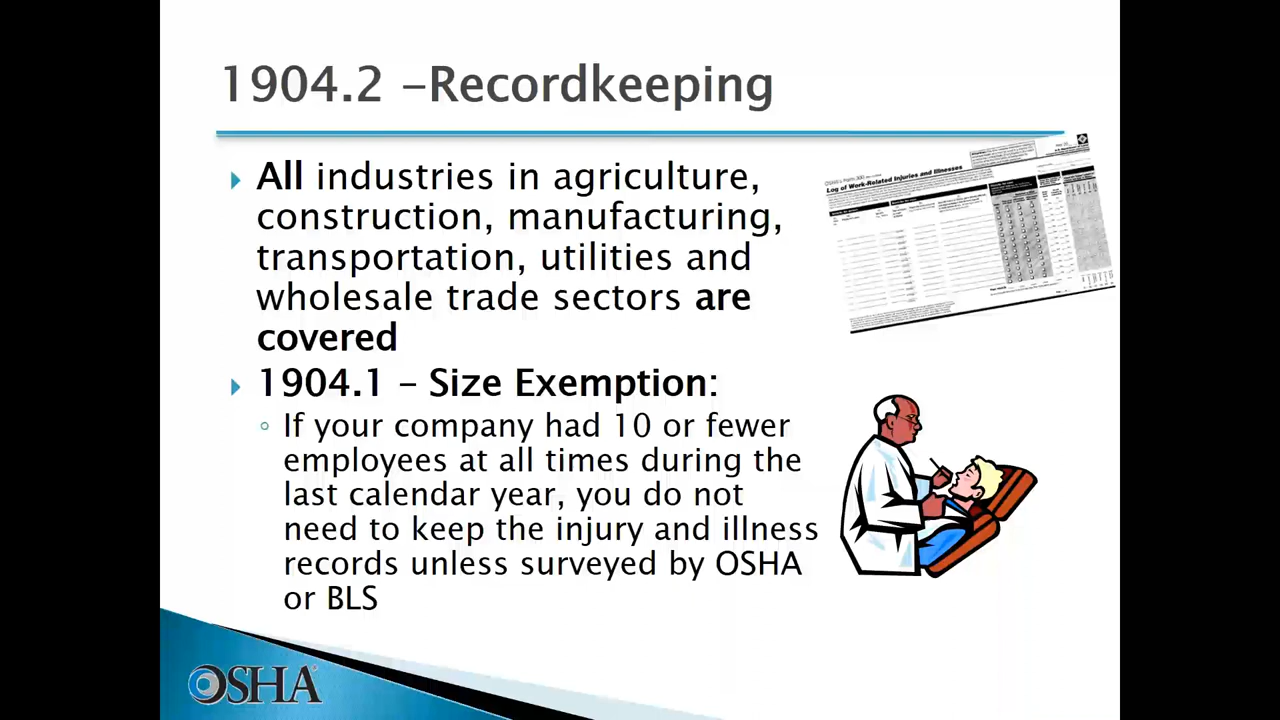 1904.2 –Recordkeeping
All industries in agriculture,
construction, manufacturing,
transportation, utilities and
wholesale trade sectors are
covered
1904.1 – Size Exemption:
If your company had 10 or fewer
employees at all times during the
last calendar year, you do not
need to keep the injury and illness
records unless surveyed by OSHA
or BLS
Log of Work-Related Injuries and Illnesses
OSHA